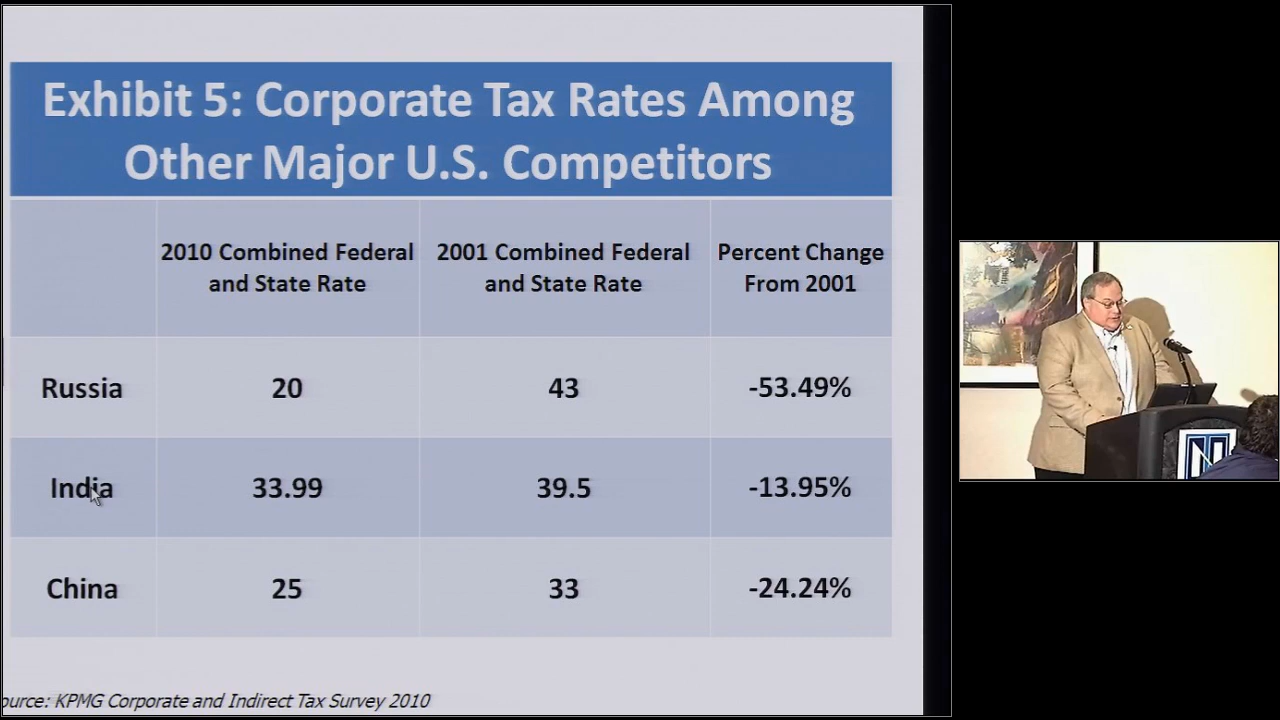 Exhibit 5: Corporate Tax Rates Among
Other Major U.S. Competitors
2010 Combined Federal
and State Rate
2001 Combined Federal
and State Rate
Percent Change
From 2001
Russia 20 43 -53.49%
India 33.99 39.5 -13.95%
China 25 33 -24.24%
ource: KPMG Corporate and Indirect Tax Survey 2010